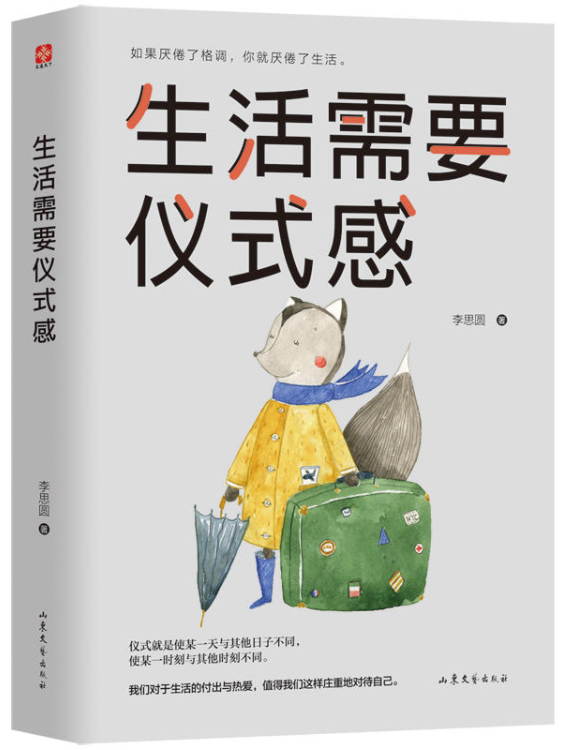 如果厌倦了格调，你就厌倦了生活。
生活需要
仪式感
李思圆 著
仪式就是使某一天与其他日子不同，
使某一时刻与其他时刻不同。
我们对于生活的付出与热爱，值得我们这样庄重地对待自己。
山东文艺出版社
生活需要仪式感
李思圆 著
山东文艺出版社